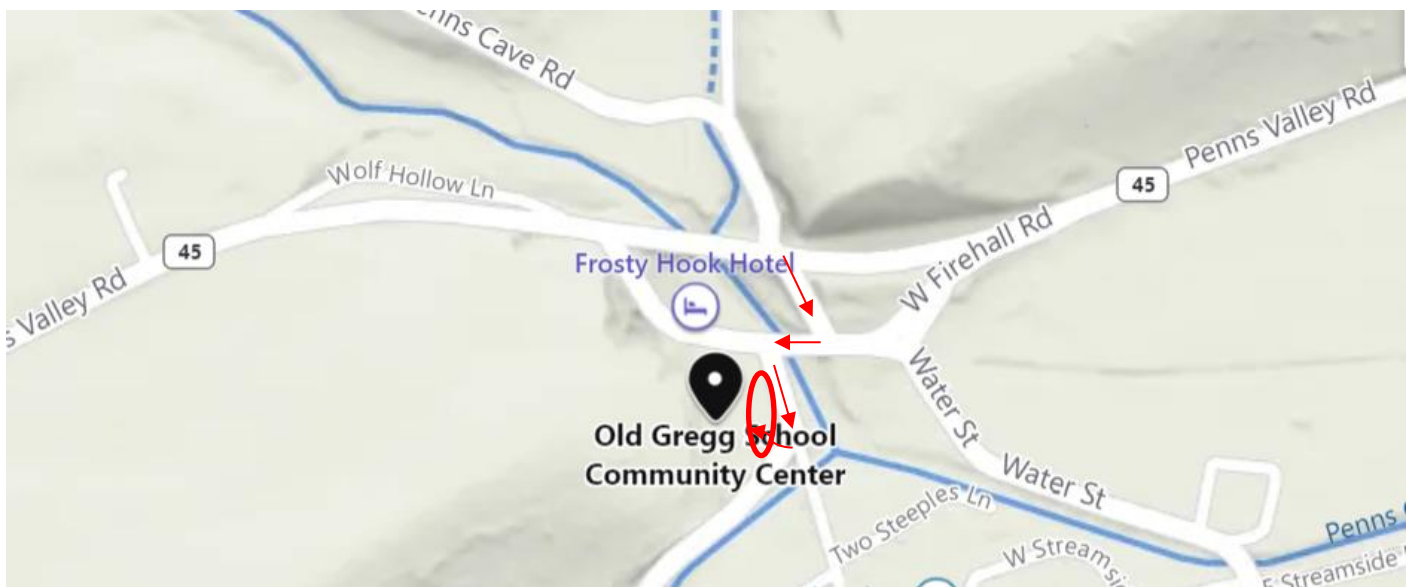 nns Cave Rd
Penns Valley Rd
45
Wolf Hollow Ln
W Firehall Rd
45
Frosty Hook Hotel
s Valley Rd
Water St
Old Gregg School
Community Center
Water St
Two Steeples Ln
Penns
W Streamsi
E Streamside